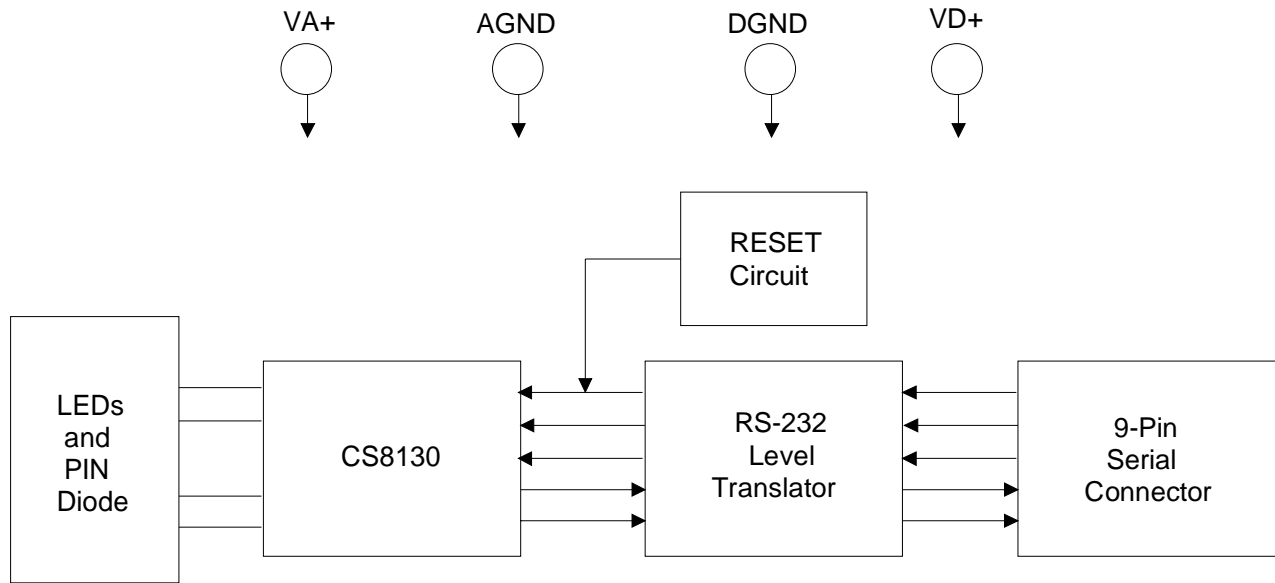 VA+
AGND
DGND
VD+
RESET
Circuit
LEDs
and
PIN
Diode
CS8130
RS-232
Level
Translator
9-Pin
Serial
Connector